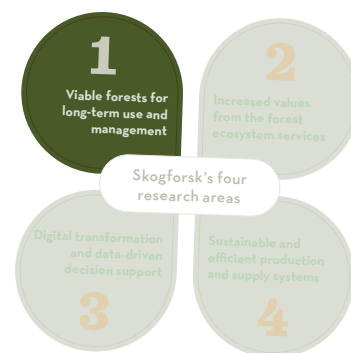 1
Viable forests for
long-term use and
management
2
Increased values
from the forest
ecosystem services
Skogforsk's four
research areas
Digital transformation
and data-driven
decision support
3
Sustainable and
efficient production
and supply systems
4